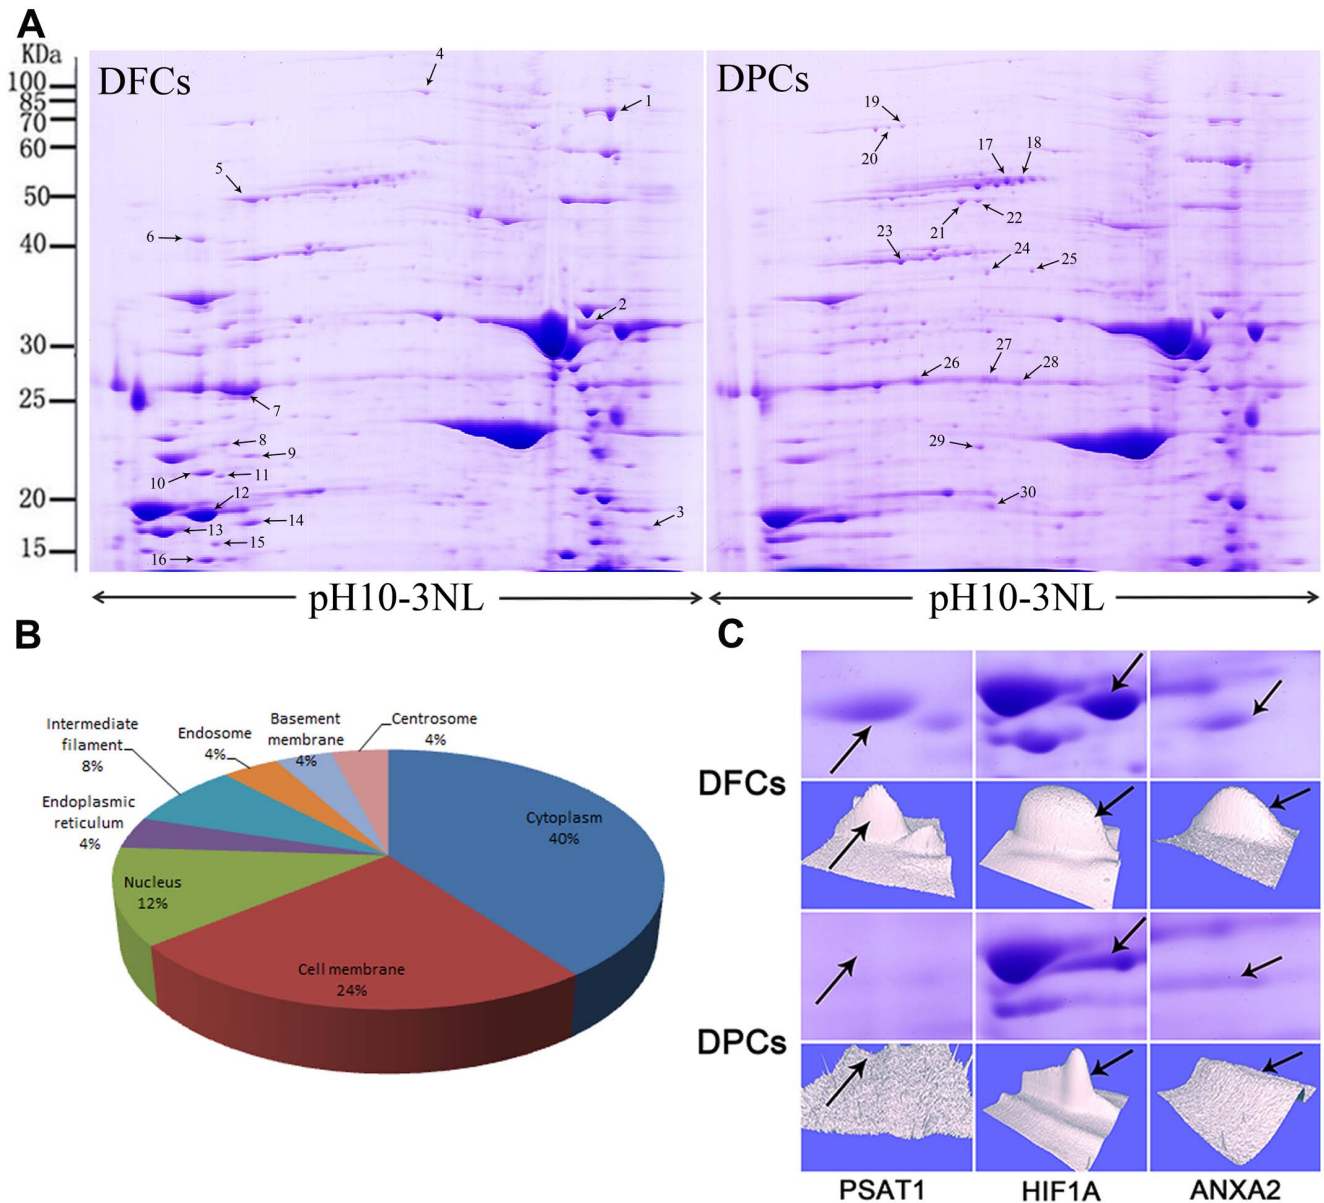 A
KDa
100
85
70
60
50
40
30
25
20
15
DFCs
4
1
5
6
2
7
8
9
10
11
12
13
14
15
16
3
DPCs
19
20
17
18
21
22
23
24
25
26
27
28
29
30
pH10-3NL
pH10-3NL
B
Intermediate
filament
8%
Endosome
4%
Basement
membrane
4%
Centrosome
4%
Endoplasmic
reticulum
4%
Cytoplasm
40%
Nucleus
12%
Cell membrane
24%
C
DFCs
DPCs
PSAT1
HIF1A
ANXA2